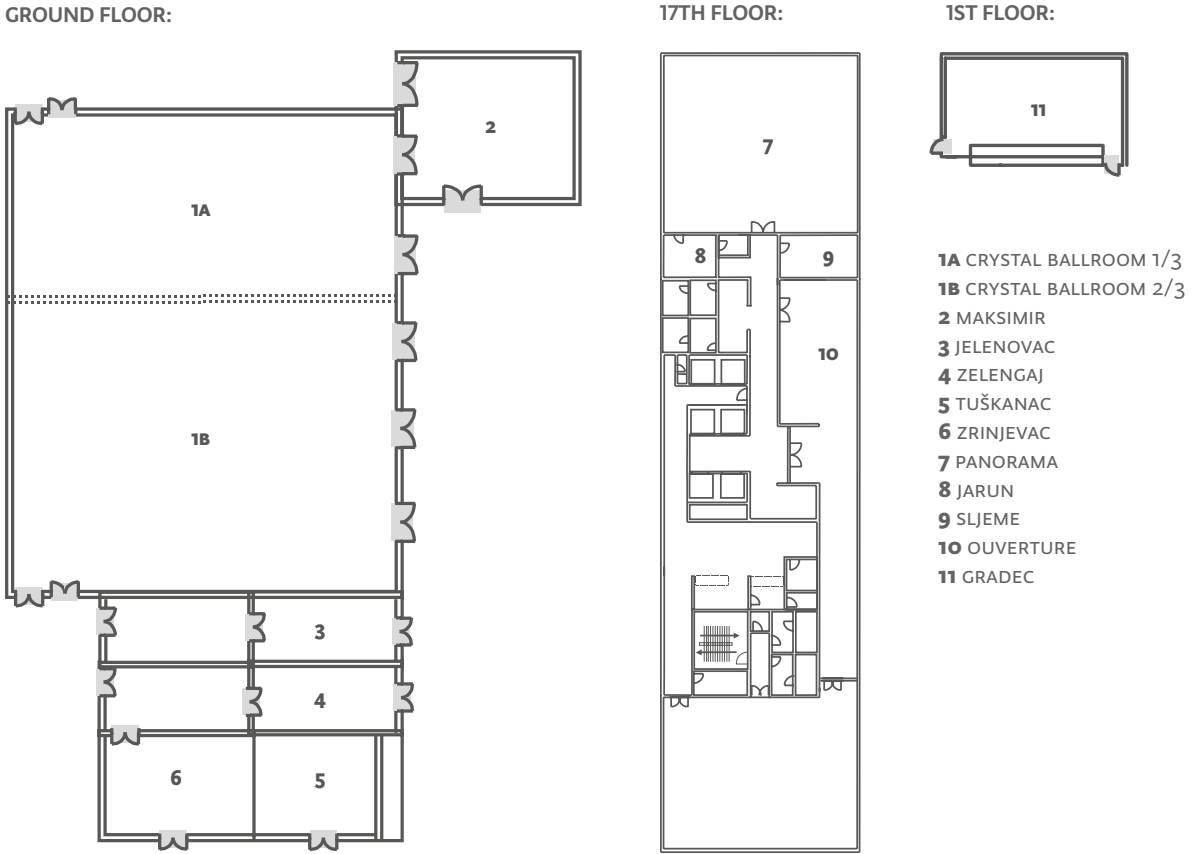 GROUND FLOOR:
17TH FLOOR:
1ST FLOOR:
2
11
7
1A
8
9
10
1B
3
4
6
5
1A CRYSTAL BALLROOM 1/3
1B CRYSTAL BALLROOM 2/3
2 MAKSIMIR
3 JELENOVAC
4 ZELENGAJ
5 TUŠKANAC
6 ZRINJEVAC
7 PANORAMA
8 JARUN
9 SLJEME
10 OUVERTURE
11 GRADEC